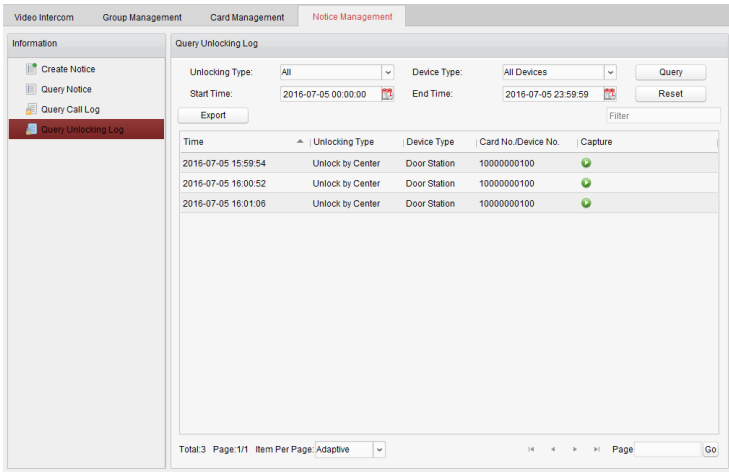 Video Intercom Group Management Card Management Notice Management
Information
Create Notice
Query Notice
Query Call Log
Query Unlocking Log
Query Unlocking Log
Unlocking Type: All Device Type: All Devices Query
Start Time: 2016-07-05 00:00:00 End Time: 2016-07-05 23:59:59 Reset
Export Filter
Time Unlocking Type Device Type Card No./Device No. Capture
2016-07-05 15:59:54 Unlock by Center Door Station 10000000100
2016-07-05 16:00:52 Unlock by Center Door Station 10000000100
2016-07-05 16:01:06 Unlock by Center Door Station 10000000100
Total:3 Page:1/1 Item Per Page: Adaptive Page Go